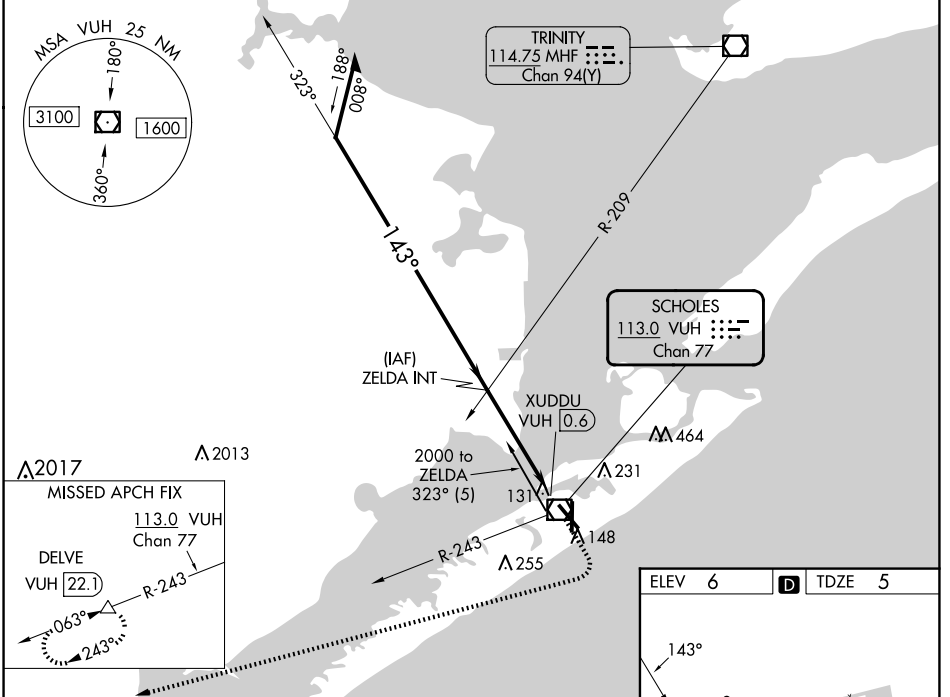 MSA VUH 25 NM
180°
3100
1600
360°
323°
188°
008°
TRINITY
114.75 MHF
Chan 94(Y)
R-209
143°
SCHOLES
113.0 VUH
Chan 77
(IAF)
ZELDA INT
XUDDU
VUH 0.6
464
2013
2017
2000 to
ZELDA
323° (5)
231
131
148
R-243
255
MISSED APCH FIX
113.0 VUH
Chan 77
DELVE
VUH 22.1
R-243
063°
243°
ELEV 6 D TDZE 5
143°